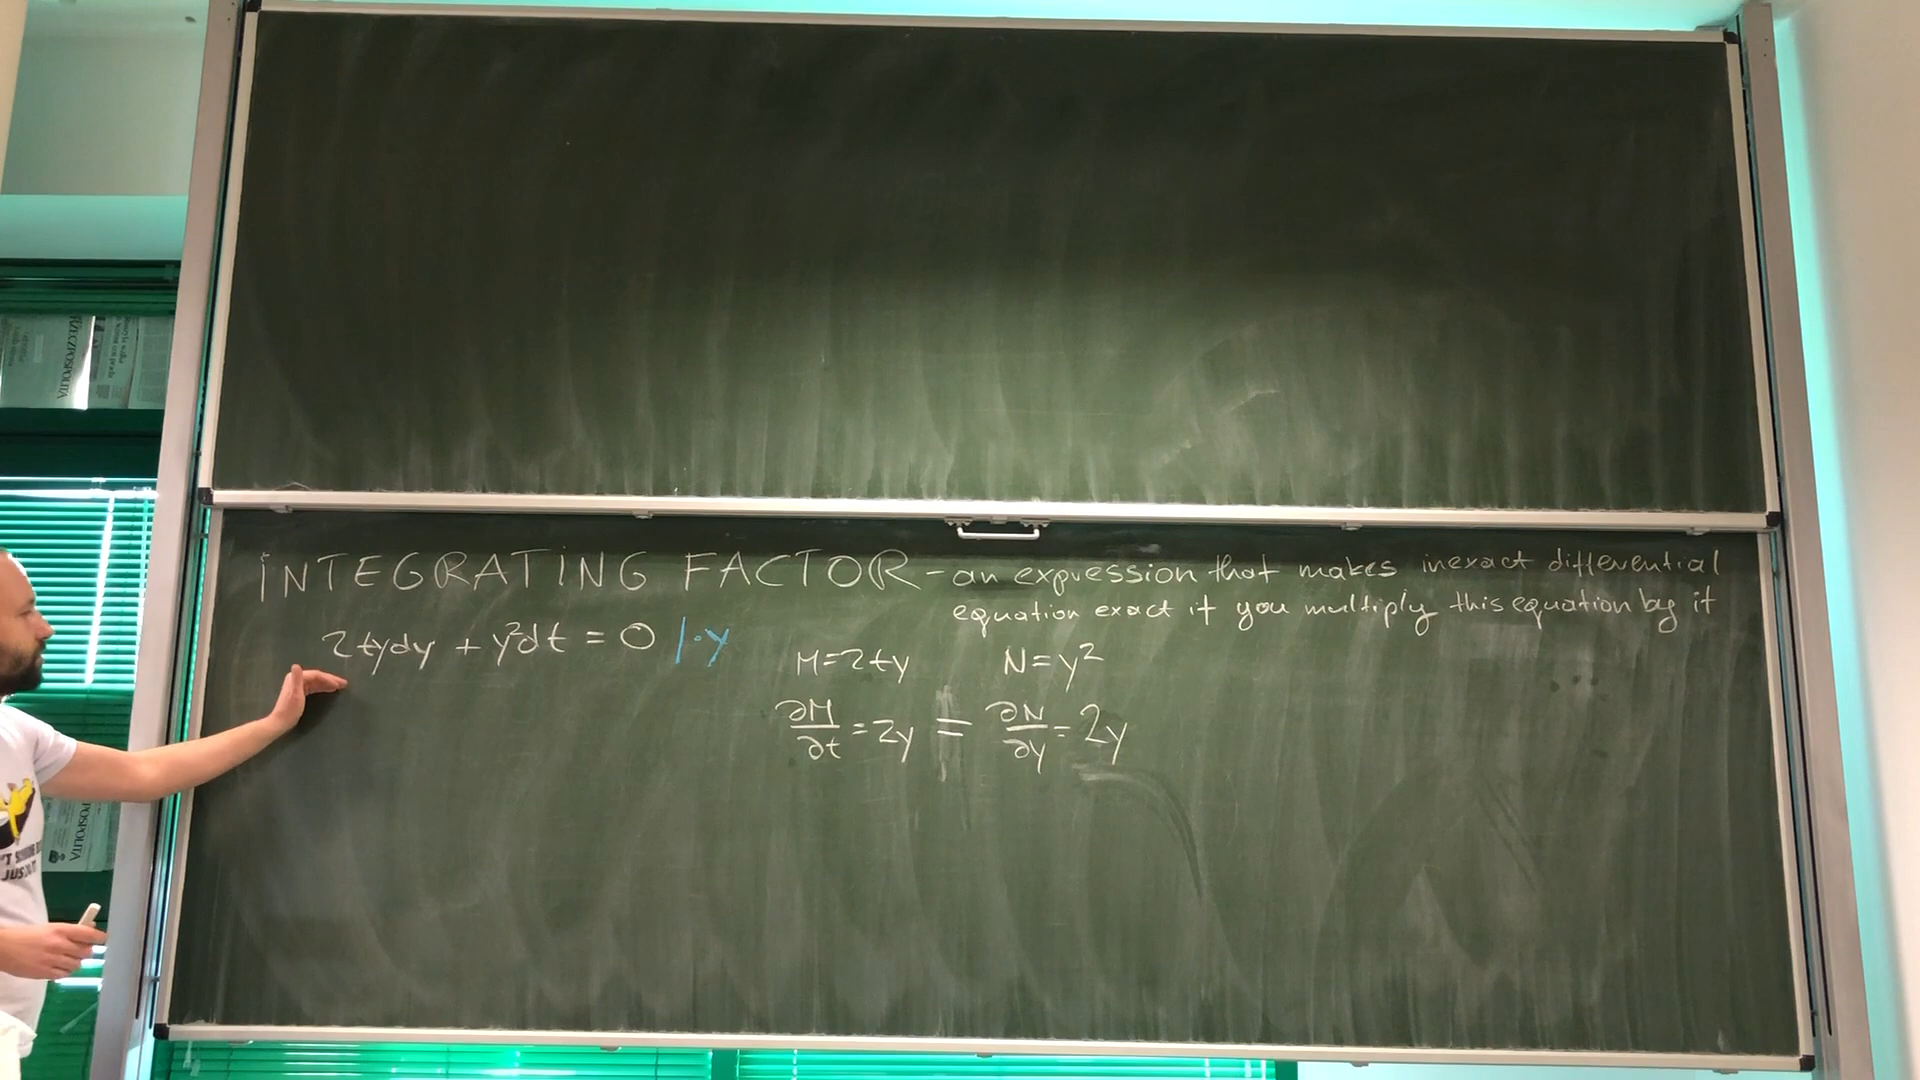 INTEGRATING FACTOR - an expression that makes inexact differential
equation exact if you multiply this equation by it
2tydy + y²dt = 0 /·y
M=2ty N=y²
∂M/∂t = 2y = ∂N/∂y = 2y
RZECZPOSPOLITA